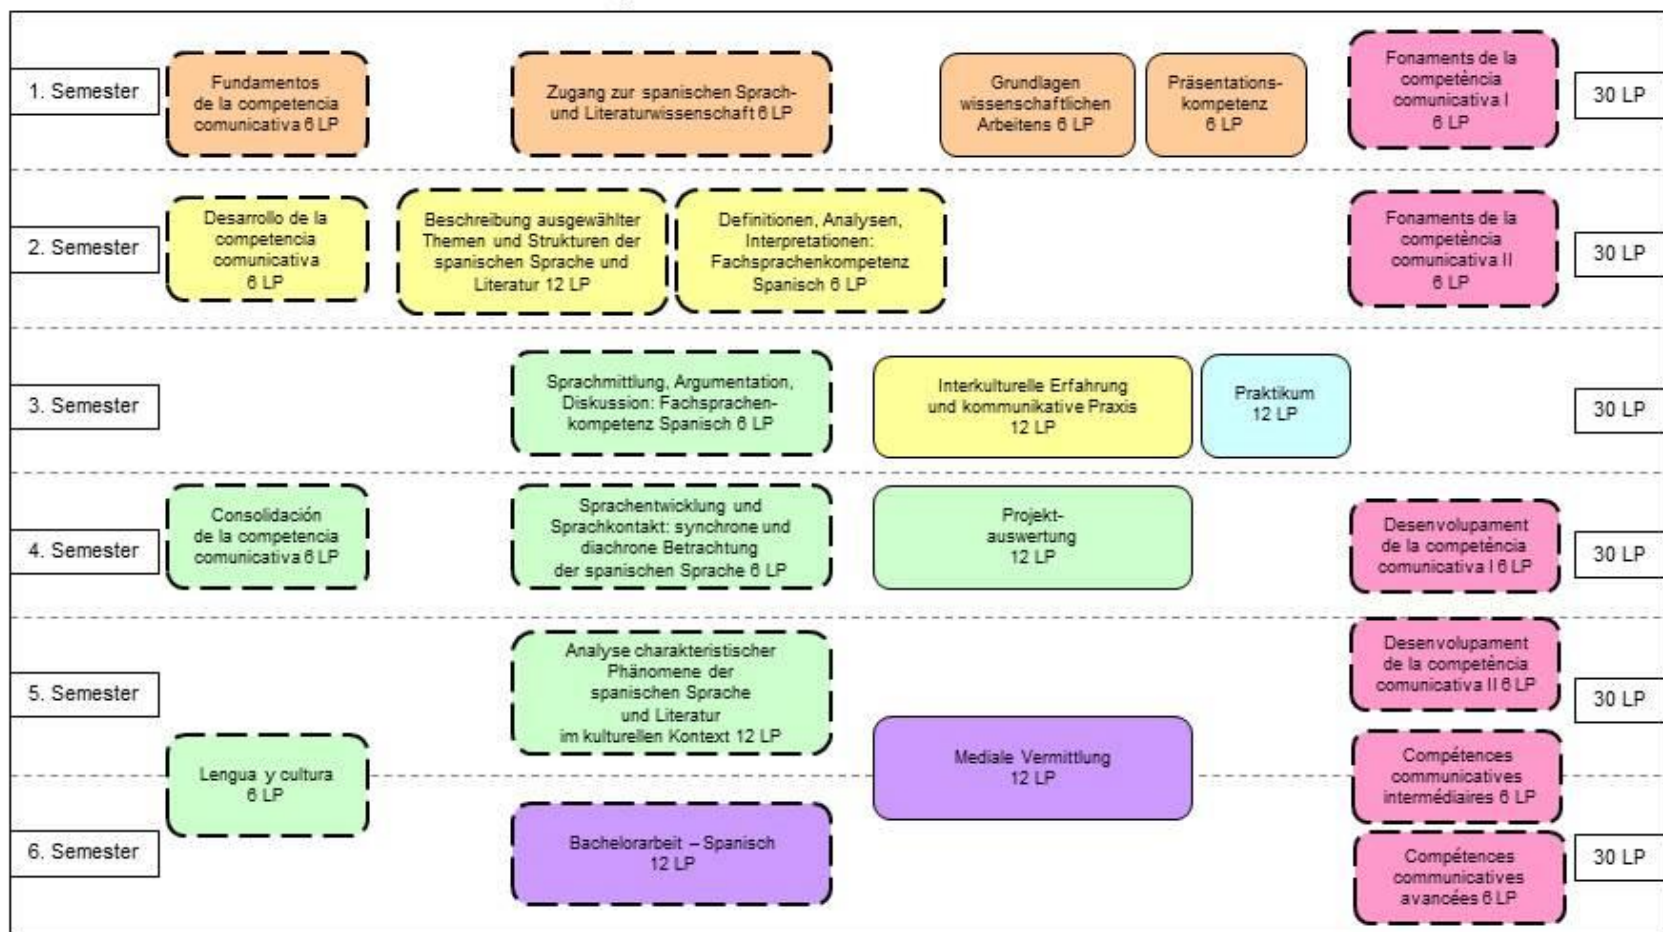 1. Semester
Fundamentos
de la competencia
comunicativa 6 LP
Zugang zur spanischen Sprach-
und Literaturwissenschaft 6 LP
Grundlagen
wissenschaftlichen
Arbeitens 6 LP
Präsentations-
kompetenz
6 LP
Fonaments de la
competència
comunicativa I
6 LP
30 LP
2. Semester
Desarrollo de la
competencia
comunicativa
6 LP
Beschreibung ausgewählter
Themen und Strukturen der
spanischen Sprache und
Literatur 12 LP
Definitionen, Analysen,
Interpretationen:
Fachsprachenkompetenz
Spanisch 6 LP
Fonaments de la
competència
comunicativa II
6 LP
30 LP
3. Semester
Sprachmittlung, Argumentation,
Diskussion: Fachsprachen-
kompetenz Spanisch 6 LP
Interkulturelle Erfahrung
und kommunikative Praxis
12 LP
Praktikum
12 LP
30 LP
4. Semester
Consolidación
de la competencia
comunicativa 6 LP
Sprachentwicklung und
Sprachkontakt: synchrone und
diachrone Betrachtung
der spanischen Sprache 6 LP
Projekt-
auswertung
12 LP
Desenvolupament
de la competència
comunicativa I 6 LP
30 LP
5. Semester
Analyse charakteristischer
Phänomene der
spanischen Sprache
und Literatur
im kulturellen Kontext 12 LP
Desenvolupament
de la competència
comunicativa II 6 LP
30 LP
Lengua y cultura
6 LP
Mediale Vermittlung
12 LP
Compétences
communicatives
intermédiaires 6 LP
6. Semester
Bachelorarbeit – Spanisch
12 LP
Compétences
communicatives
avancées 6 LP
30 LP